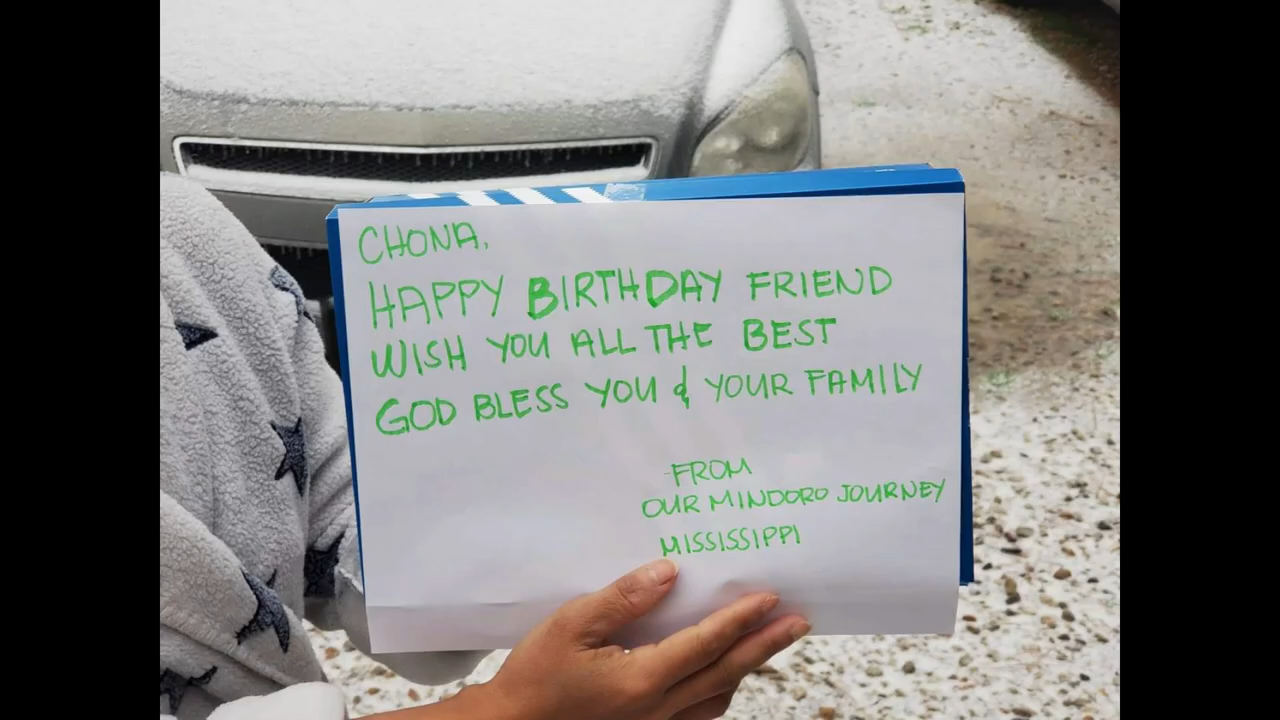 CHONA,
HAPPY BIRTHDAY FRIEND
WISH YOU ALL THE BEST
GOD BLESS YOU & YOUR FAMILY
-FROM
OUR MINDORO JOURNEY
MISSISSIPPI